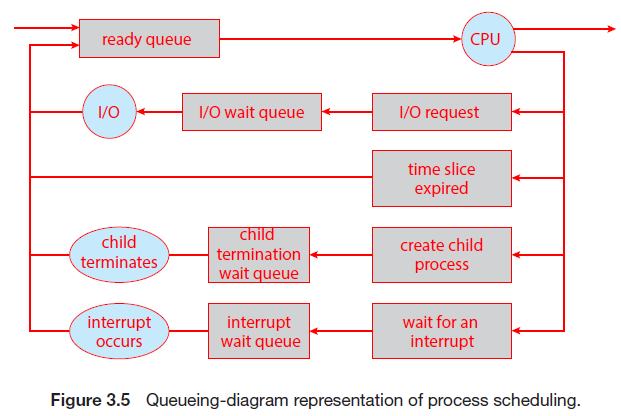 ready queue
CPU
I/O
I/O wait queue
I/O request
time slice
expired
child
terminates
child
termination
wait queue
create child
process
interrupt
occurs
interrupt
wait queue
wait for an
interrupt
Figure 3.5 Queueing-diagram representation of process scheduling.